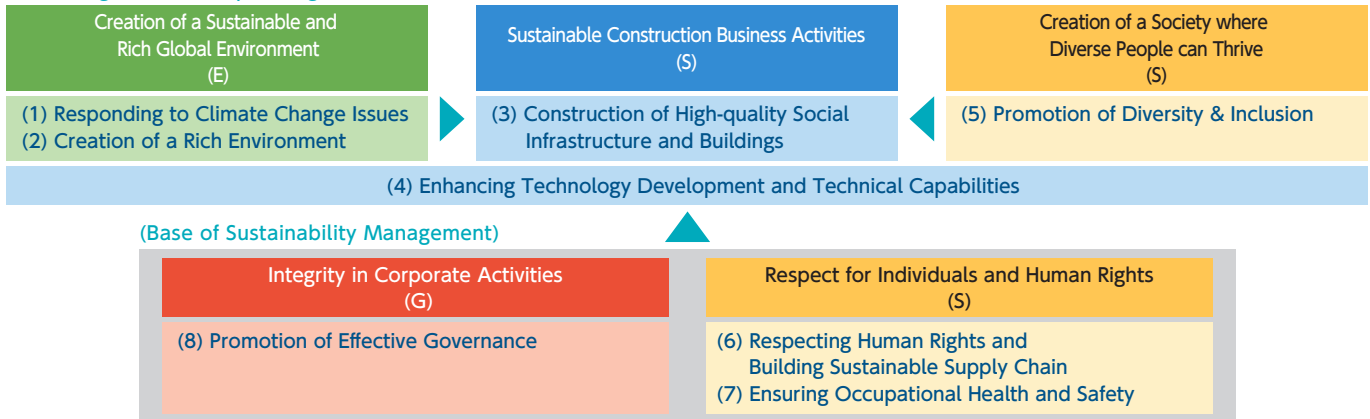 Creation of a Sustainable and
Rich Global Environment
(E)
(1) Responding to Climate Change Issues
(2) Creation of a Rich Environment
Sustainable Construction Business Activities
(S)
(3) Construction of High-quality Social
Infrastructure and Buildings
Creation of a Society where
Diverse People can Thrive
(S)
(5) Promotion of Diversity & Inclusion
(4) Enhancing Technology Development and Technical Capabilities
(Base of Sustainability Management)
Integrity in Corporate Activities
(G)
(8) Promotion of Effective Governance
Respect for Individuals and Human Rights
(S)
(6) Respecting Human Rights and
Building Sustainable Supply Chain
(7) Ensuring Occupational Health and Safety